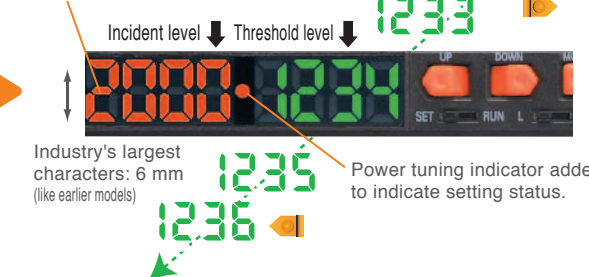 1233
Incident level Threshold level
2000 1234
UP DOWN
SET RUN L
Industry's largest
characters: 6 mm
(like earlier models)
1235
Power tuning indicator adde
to indicate setting status.
1236